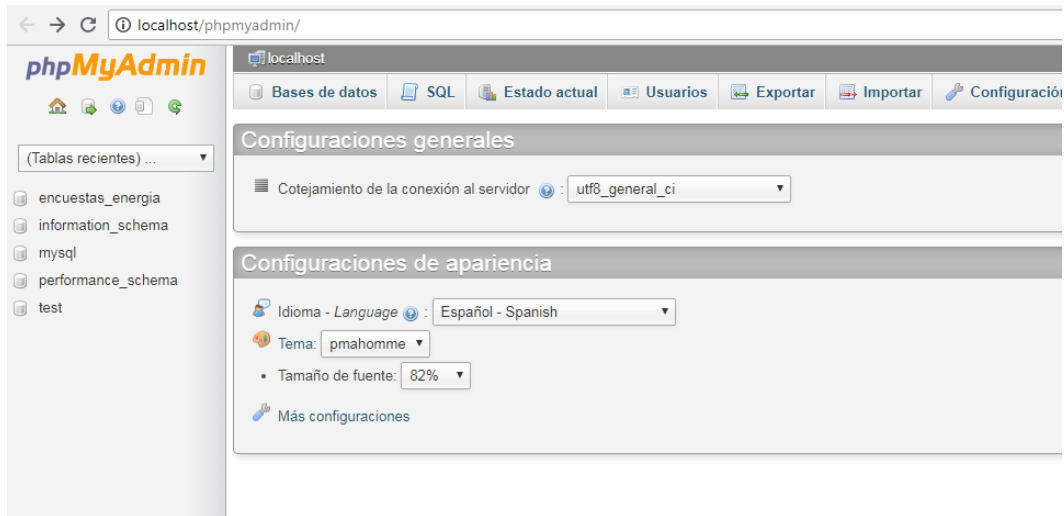 localhost/phpmyadmin/
phpMyAdmin
(Tablas recientes) ...
encuestas_energia
information_schema
mysql
performance_schema
test
localhost
Bases de datos SQL Estado actual Usuarios Exportar Importar Configuración
Configuraciones generales
Cotejamiento de la conexión al servidor : utf8_general_ci
Configuraciones de apariencia
Idioma - Language : Español - Spanish
Tema: pmahomme
Tamaño de fuente: 82%
Más configuraciones